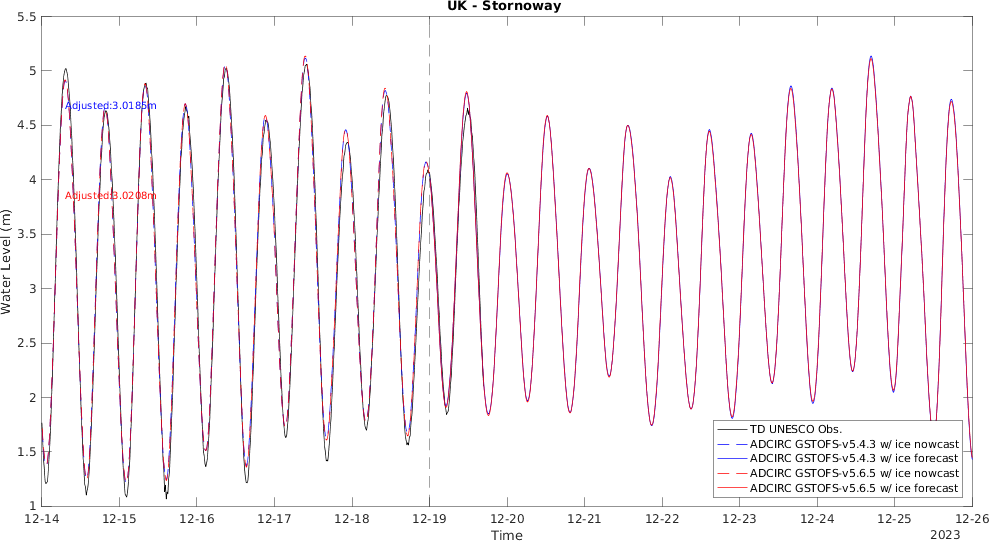 UK - Stornoway
5.5
5
4.5
4
3.5
3
2.5
2
1.5
1
Water Level (m)
Adjusted:3.0185m
Adjusted:3.0208m
TD UNESCO Obs.
ADCIRC GSTOFS-v5.4.3 w/ ice nowcast
ADCIRC GSTOFS-v5.4.3 w/ ice forecast
ADCIRC GSTOFS-v5.6.5 w/ ice nowcast
ADCIRC GSTOFS-v5.6.5 w/ ice forecast
12-14 12-15 12-16 12-17 12-18 12-19 12-20 12-21 12-22 12-23 12-24 12-25 12-26
Time
2023